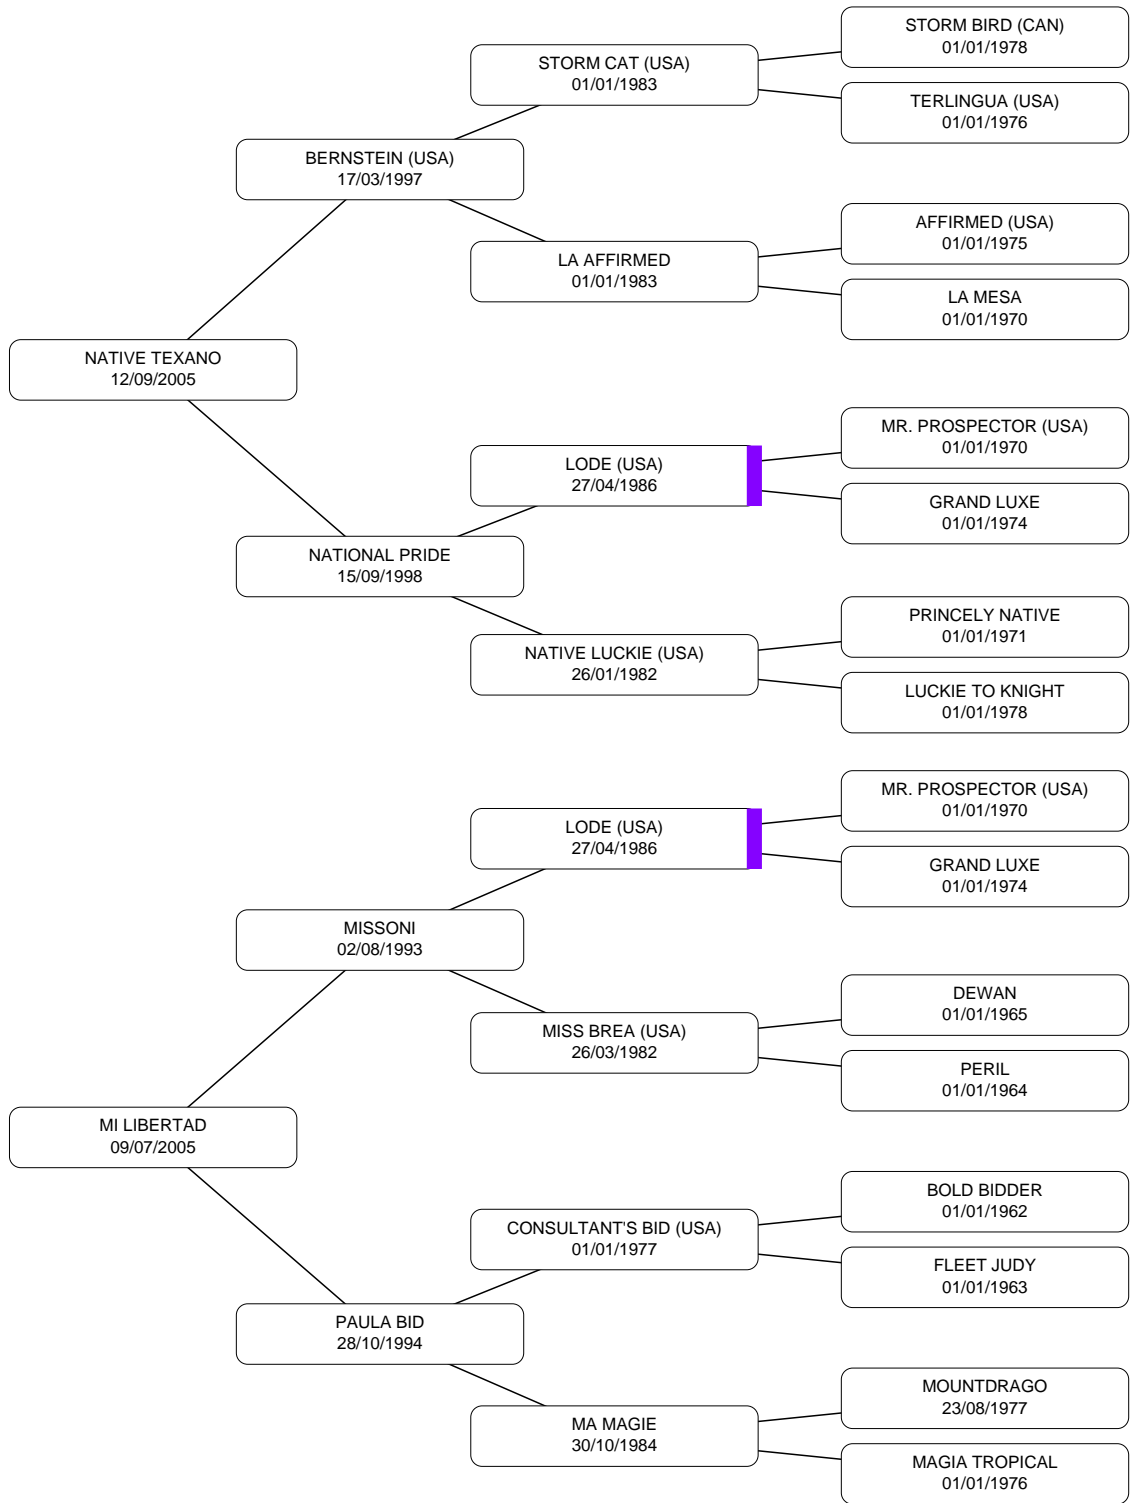 STORM BIRD (CAN)
01/01/1978
STORM CAT (USA)
01/01/1983
TERLINGUA (USA)
01/01/1976
BERNSTEIN (USA)
17/03/1997
AFFIRMED (USA)
01/01/1975
LA AFFIRMED
01/01/1983
LA MESA
01/01/1970
NATIVE TEXANO
12/09/2005
MR. PROSPECTOR (USA)
01/01/1970
LODE (USA)
27/04/1986
GRAND LUXE
01/01/1974
NATIONAL PRIDE
15/09/1998
PRINCELY NATIVE
01/01/1971
NATIVE LUCKIE (USA)
26/01/1982
LUCKIE TO KNIGHT
01/01/1978
MR. PROSPECTOR (USA)
01/01/1970
LODE (USA)
27/04/1986
GRAND LUXE
01/01/1974
MISSONI
02/08/1993
DEWAN
01/01/1965
MISS BREA (USA)
26/03/1982
PERIL
01/01/1964
MI LIBERTAD
09/07/2005
BOLD BIDDER
01/01/1962
CONSULTANT'S BID (USA)
01/01/1977
FLEET JUDY
01/01/1963
PAULA BID
28/10/1994
MOUNTDRAGO
23/08/1977
MA MAGIE
30/10/1984
MAGIA TROPICAL
01/01/1976